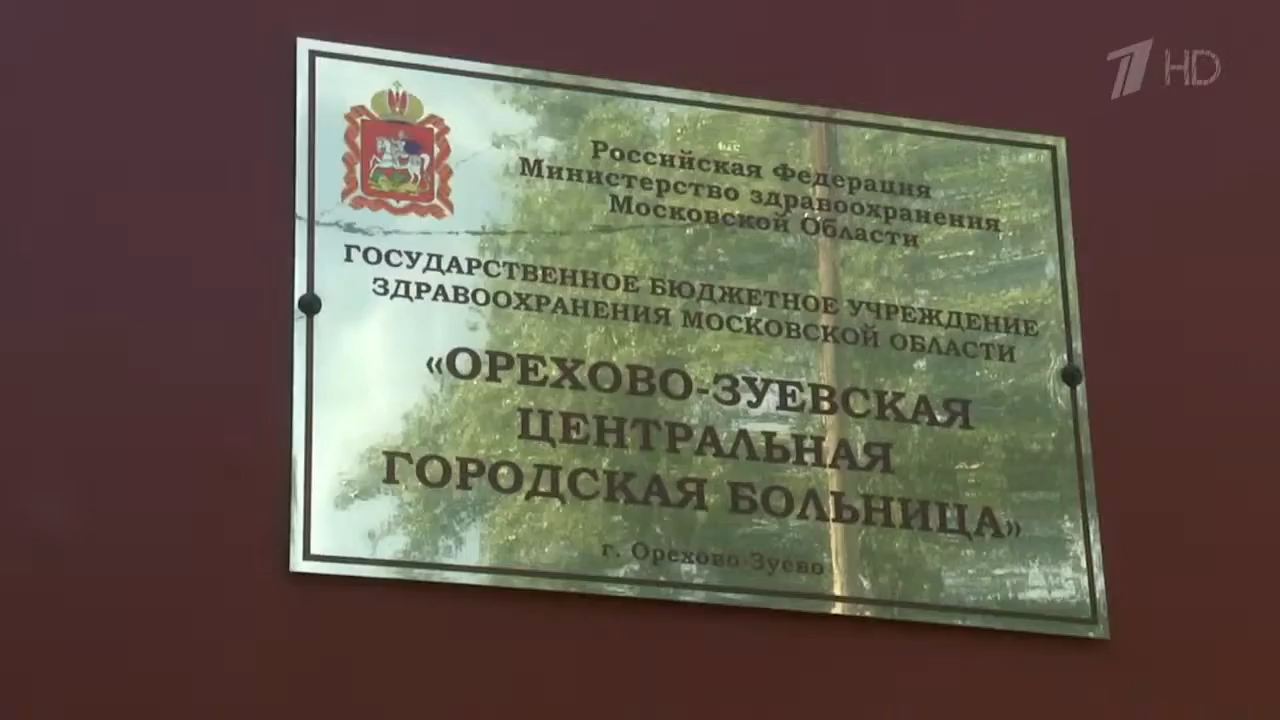 1 HD
Российская Федерация
Министерство здравоохранения
Московской Области
ГОСУДАРСТВЕННОЕ БЮДЖЕТНОЕ УЧРЕЖДЕНИЕ
ЗДРАВООХРАНЕНИЯ МОСКОВСКОЙ ОБЛАСТИ
«ОРЕХОВО-ЗУЕВСКАЯ
ЦЕНТРАЛЬНАЯ
ГОРОДСКАЯ БОЛЬНИЦА»
г. Орехово-Зуево